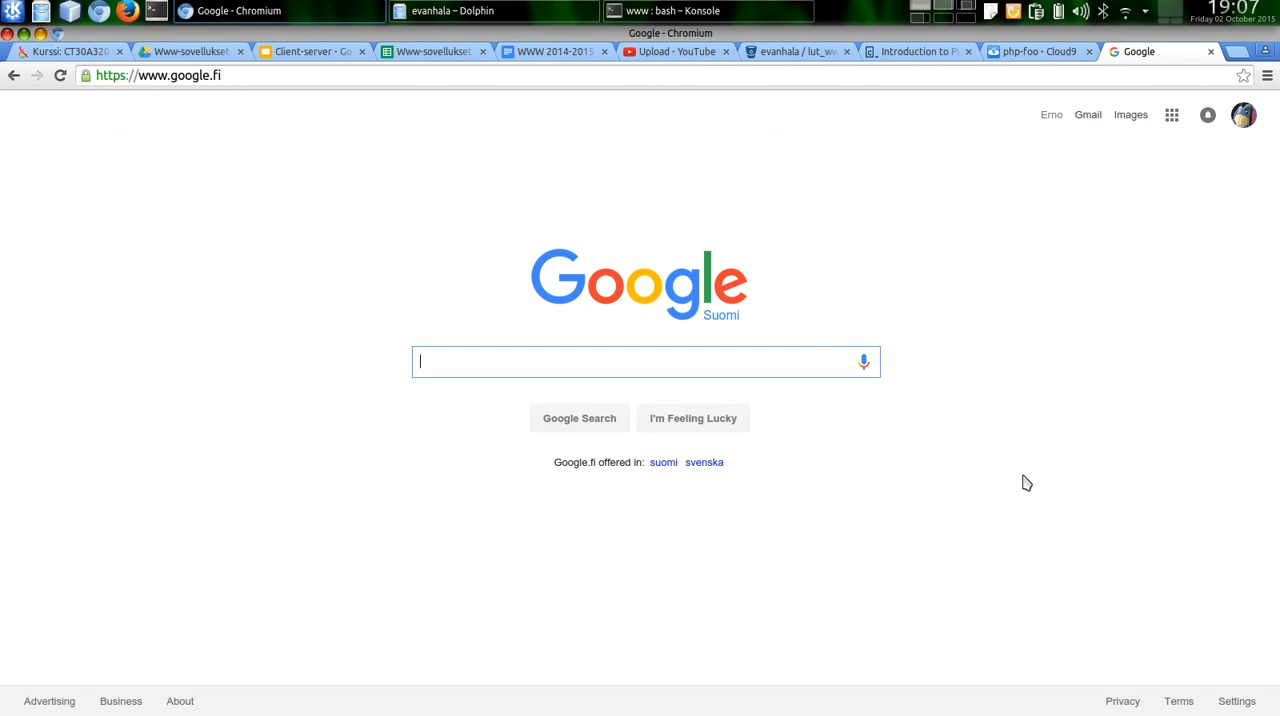 Google - Chromium
evanhala – Dolphin
www : bash – Konsole
19:07
Friday 02 October 2015
Google - Chromium
Kurssi: CT30A320
Www-sovellukset
Client-server - Go
Www-sovellukset
WWW 2014-2015
Upload - YouTube
evanhala / lut_ww
Introduction to P
php-foo - Cloud9
Google
https://www.google.fi
Erno Gmail Images
Google
Suomi
Google Search
I'm Feeling Lucky
Google.fi offered in: suomi svenska
Advertising Business About
Privacy Terms Settings